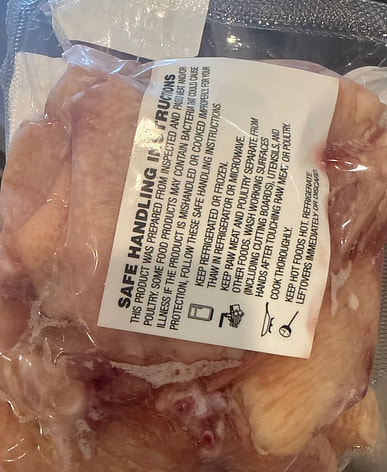 SAFE HANDLING INSTRUCTIONS
THIS PRODUCT WAS PREPARED FROM INSPECTED AND PASSED MEAT AND/OR
POULTRY. SOME FOOD PRODUCTS MAY CONTAIN BACTERIA THAT COULD CAUSE
ILLNESS IF THE PRODUCT IS MISHANDLED OR COOKED IMPROPERLY. FOR YOUR
PROTECTION, FOLLOW THESE SAFE HANDLING INSTRUCTIONS.
KEEP REFRIGERATED OR FROZEN.
THAW IN REFRIGERATOR OR MICROWAVE.
KEEP RAW MEAT AND POULTRY SEPARATE FROM
OTHER FOODS. WASH WORKING SURFACES
(INCLUDING CUTTING BOARDS), UTENSILS, AND
HANDS AFTER TOUCHING RAW MEAT OR POULTRY.
COOK THOROUGHLY.
KEEP HOT FOODS HOT. REFRIGERATE
LEFTOVERS IMMEDIATELY OR DISCARD.